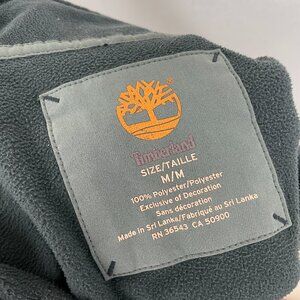 Timberland
SIZE/TAILLE
M/M
100% Polyester/Polyester
Exclusive of Decoration
Sans décoration
Made in Sri Lanka/Fabriqué au Sri Lanka
RN 36543 CA 50900